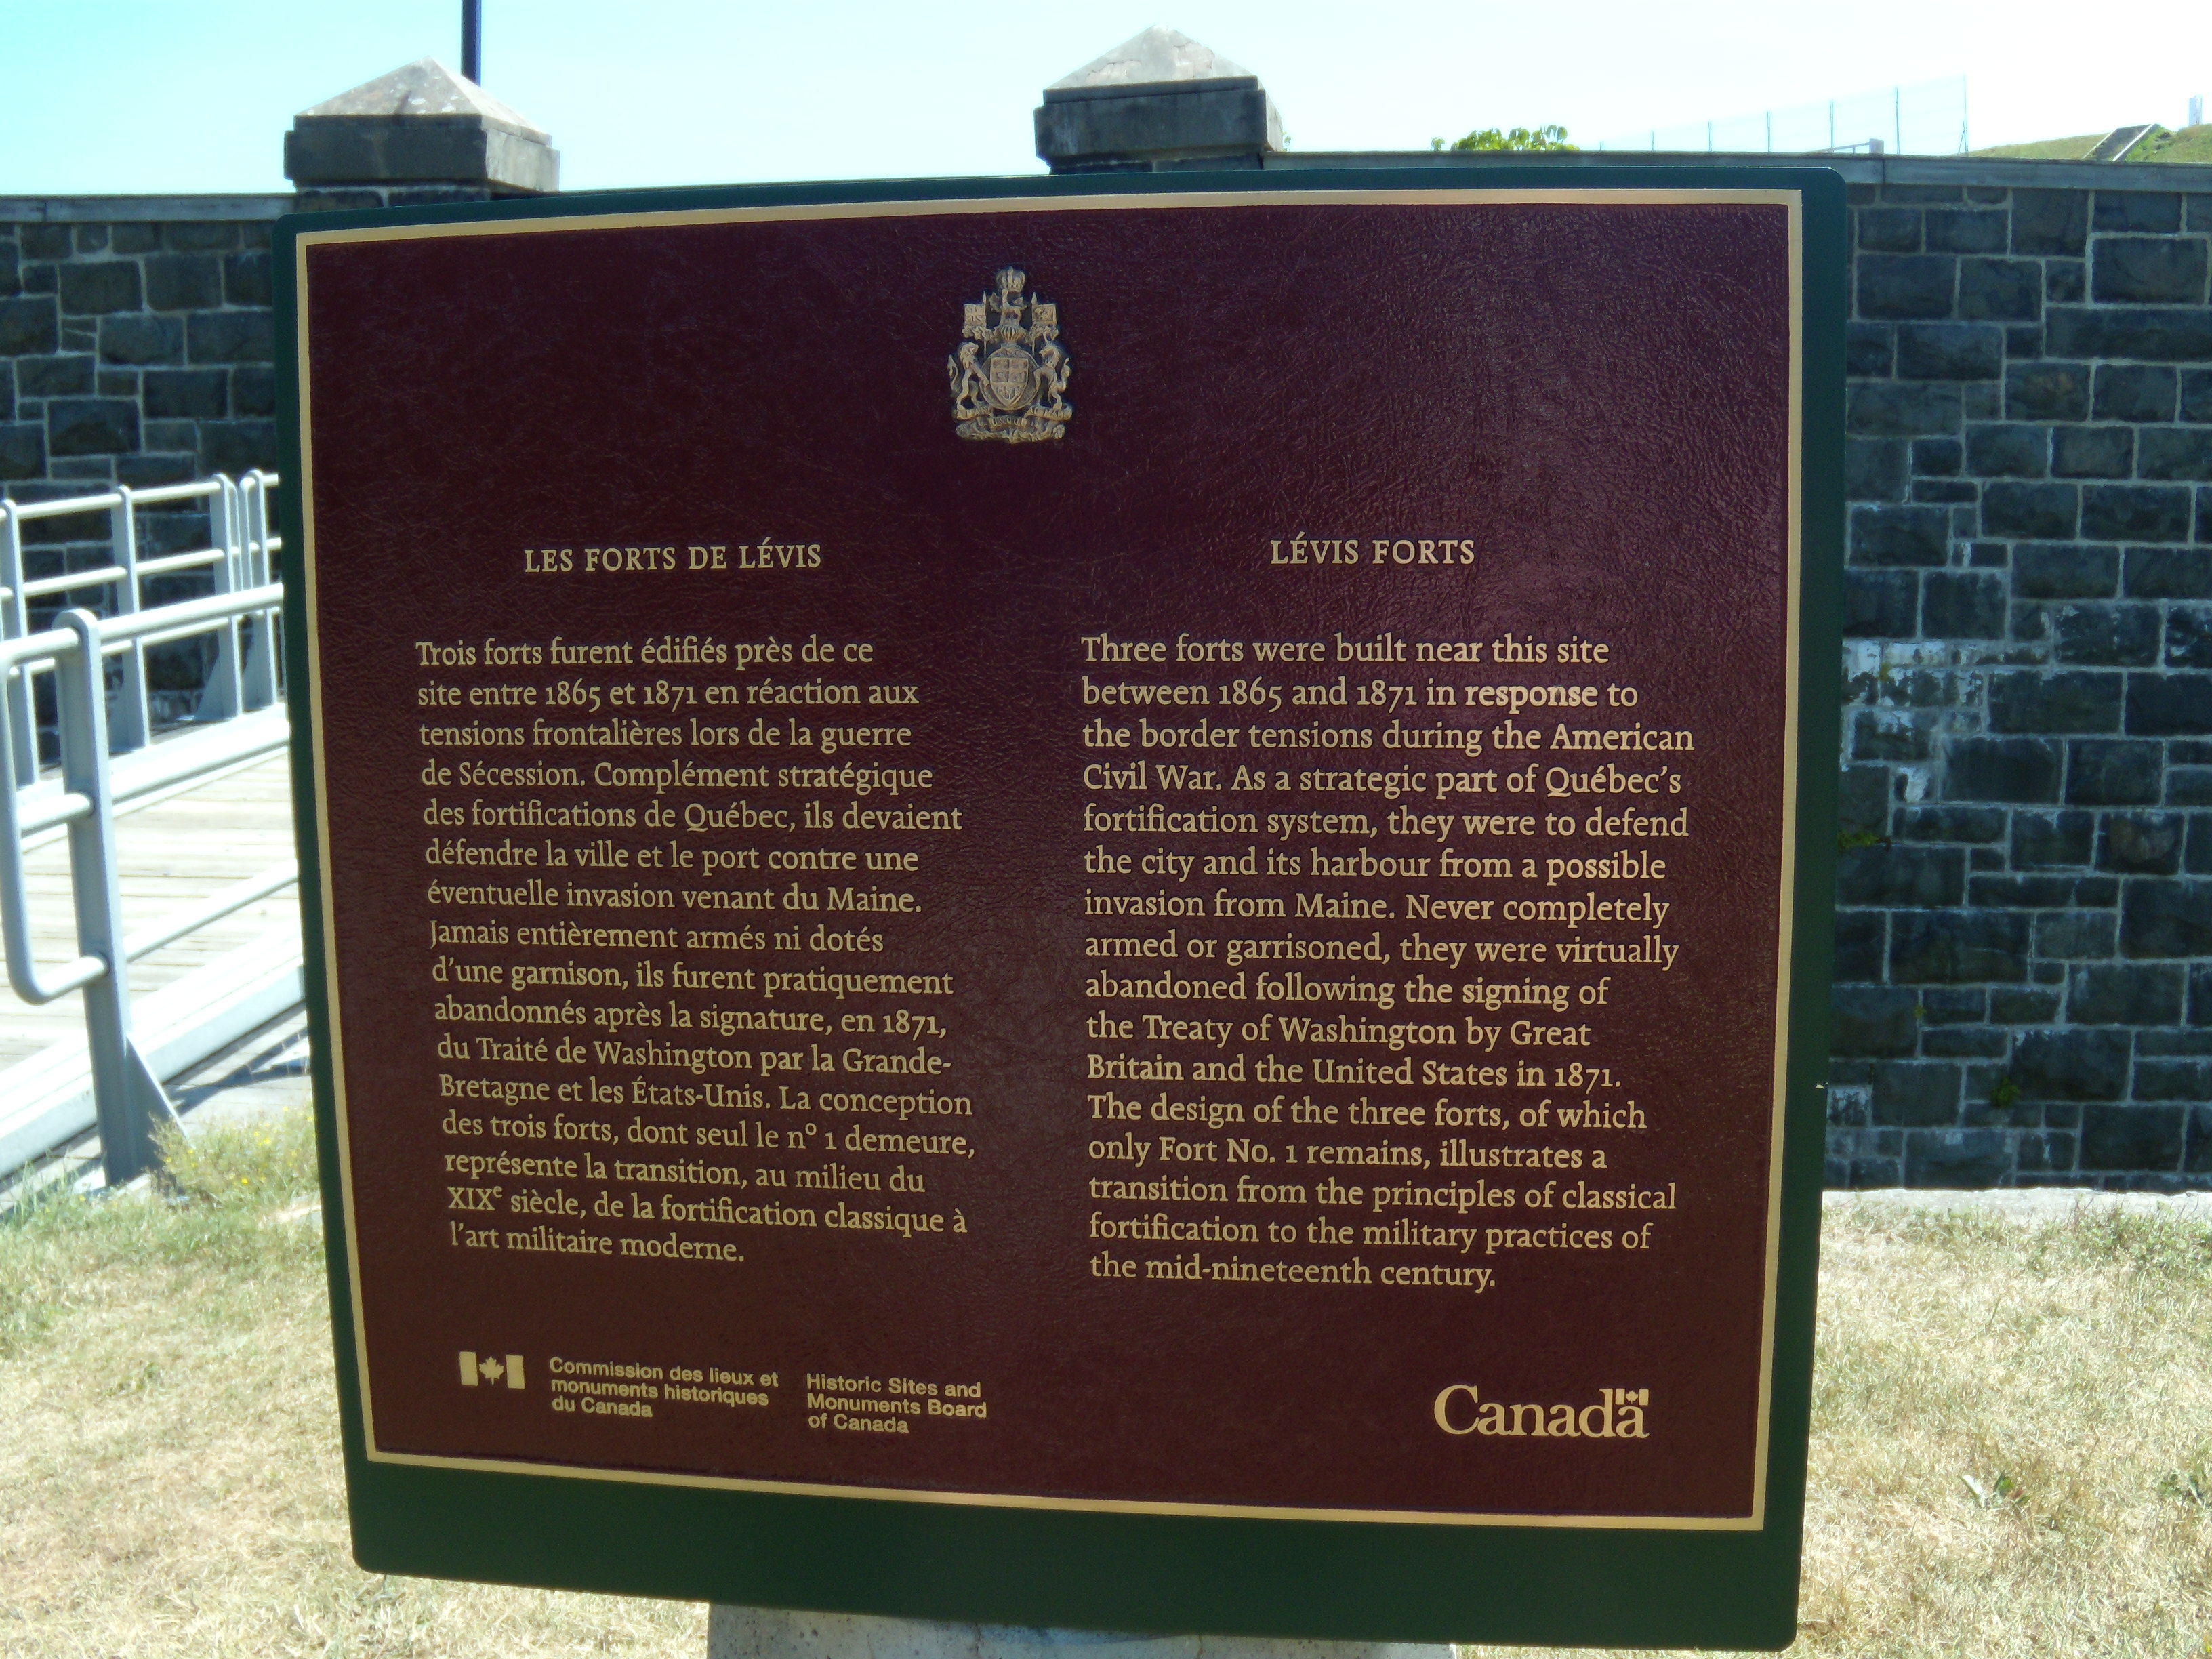 LES FORTS DE LÉVIS
Trois forts furent édifiés près de ce
site entre 1865 et 1871 en réaction aux
tensions frontalières lors de la guerre
de Sécession. Complément stratégique
des fortifications de Québec, ils devaient
défendre la ville et le port contre une
éventuelle invasion venant du Maine.
Jamais entièrement armés ni dotés
d'une garnison, ils furent pratiquement
abandonnés après la signature, en 1871,
du Traité de Washington par la Grande-
Bretagne et les États-Unis. La conception
des trois forts, dont seul le nº 1 demeure,
représente la transition, au milieu du
XIXe siècle, de la fortification classique à
l'art militaire moderne.
LÉVIS FORTS
Three forts were built near this site
between 1865 and 1871 in response to
the border tensions during the American
Civil War. As a strategic part of Québec's
fortification system, they were to defend
the city and its harbour from a possible
invasion from Maine. Never completely
armed or garrisoned, they were virtually
abandoned following the signing of
the Treaty of Washington by Great
Britain and the United States in 1871.
The design of the three forts, of which
only Fort No. 1 remains, illustrates a
transition from the principles of classical
fortification to the military practices of
the mid-nineteenth century.
Commission des lieux et
monuments historiques
du Canada
Historic Sites and
Monuments Board
of Canada
Canada